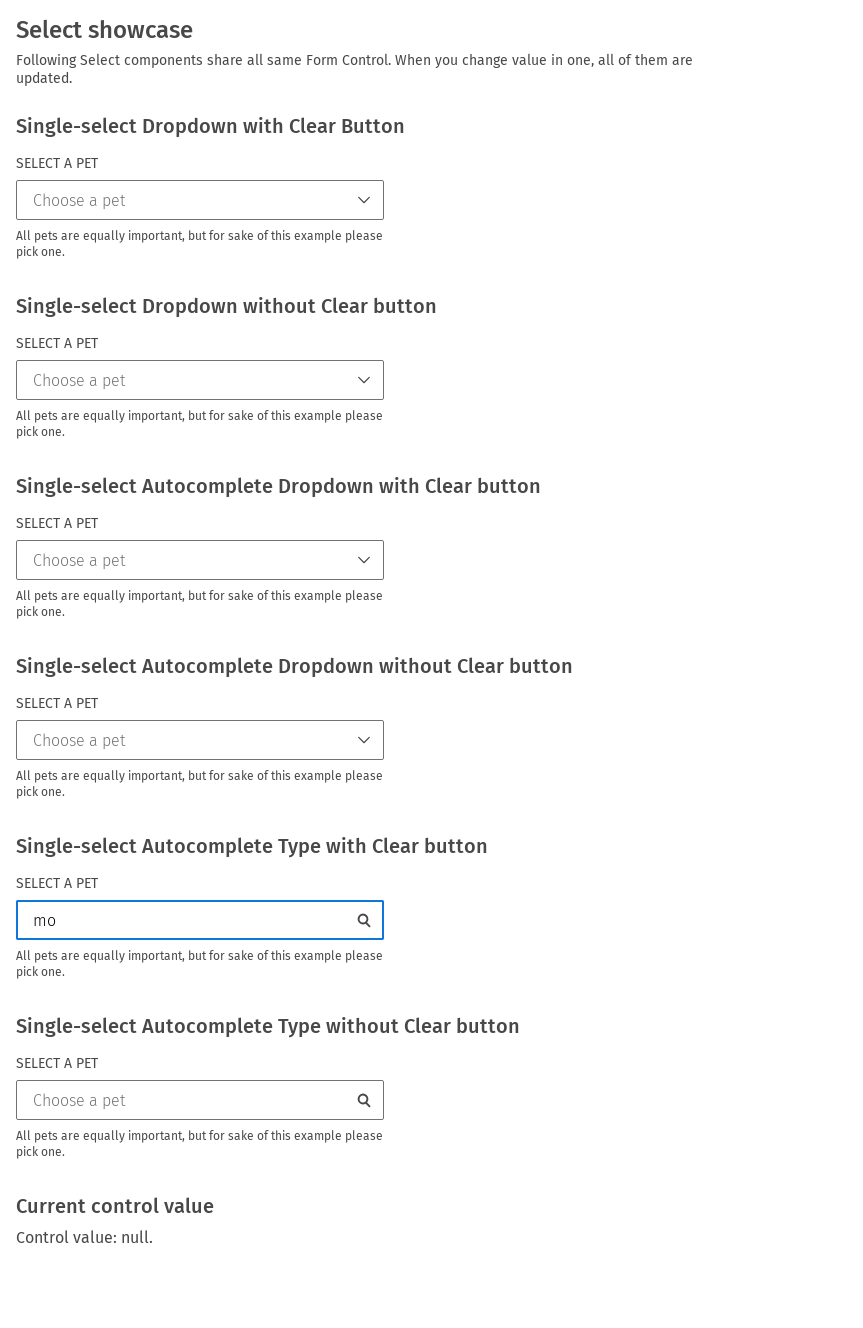 Select showcase
Following Select components share all same Form Control. When you change value in one, all of them are
updated.
Single-select Dropdown with Clear Button
SELECT A PET
Choose a pet
All pets are equally important, but for sake of this example please
pick one.
Single-select Dropdown without Clear button
SELECT A PET
Choose a pet
All pets are equally important, but for sake of this example please
pick one.
Single-select Autocomplete Dropdown with Clear button
SELECT A PET
Choose a pet
All pets are equally important, but for sake of this example please
pick one.
Single-select Autocomplete Dropdown without Clear button
SELECT A PET
Choose a pet
All pets are equally important, but for sake of this example please
pick one.
Single-select Autocomplete Type with Clear button
SELECT A PET
mo
All pets are equally important, but for sake of this example please
pick one.
Single-select Autocomplete Type without Clear button
SELECT A PET
Choose a pet
All pets are equally important, but for sake of this example please
pick one.
Current control value
Control value: null.